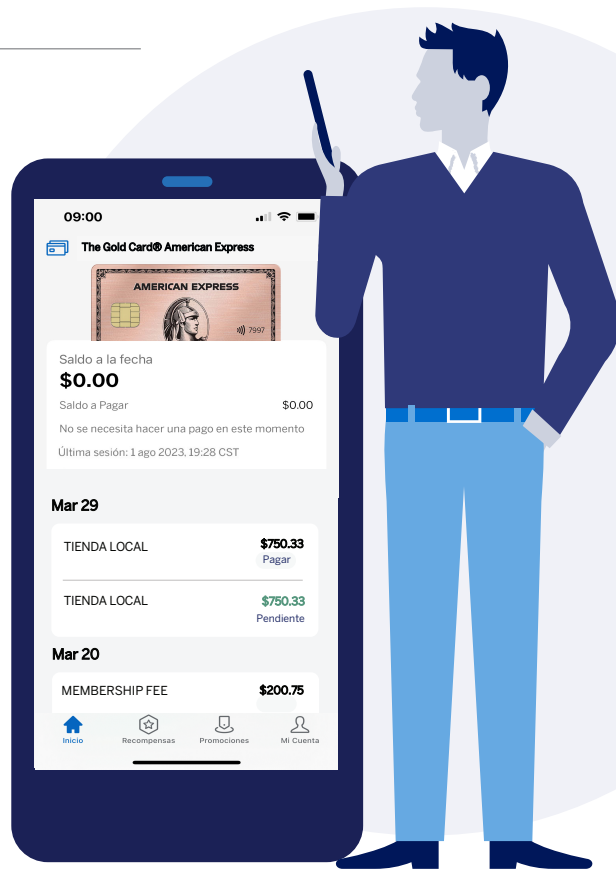 09:00
The Gold Card® American Express
AMERICAN EXPRESS
7997
Saldo a la fecha
$0.00
Saldo a Pagar $0.00
No se necesita hacer una pago en este momento
Última sesión: 1 ago 2023, 19:28 CST
Mar 29
TIENDA LOCAL $750.33
Pagar
TIENDA LOCAL $750.33
Pendiente
Mar 20
MEMBERSHIP FEE $200.75
Inicio Recompensas Promociones Mi Cuenta